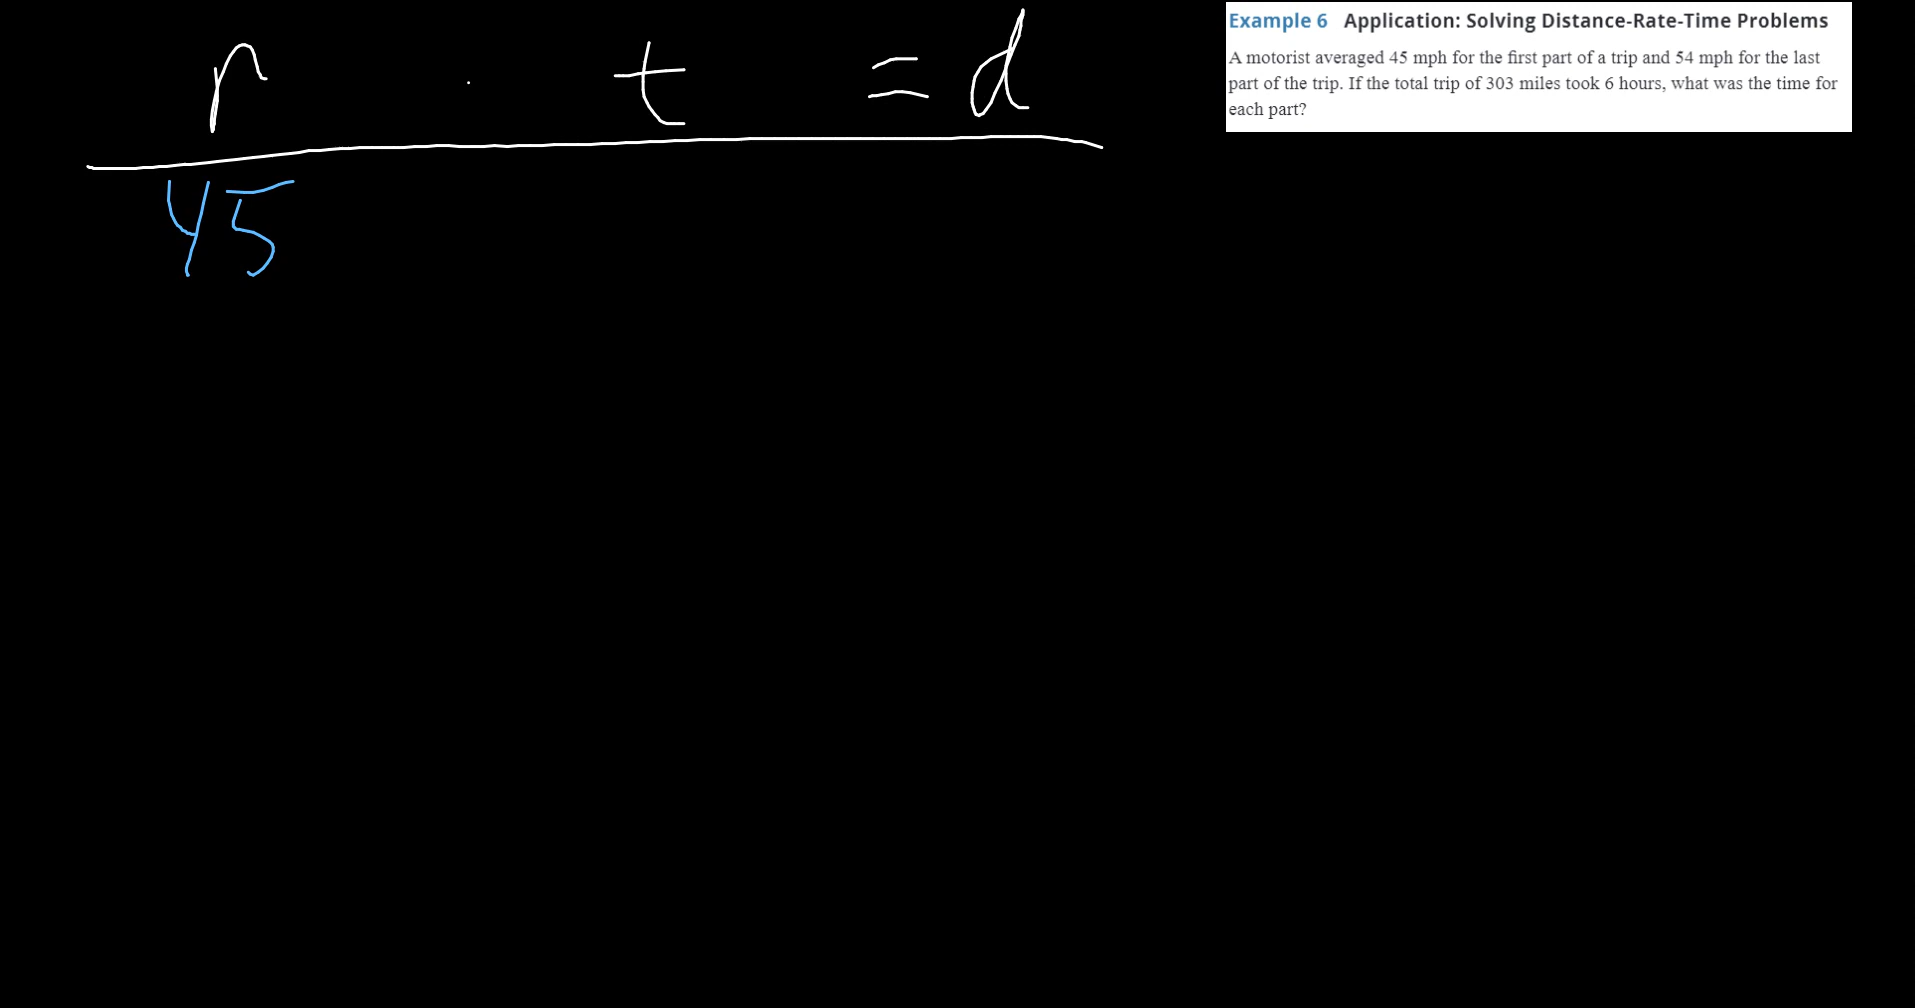 r · t = d
45
Example 6 Application: Solving Distance-Rate-Time Problems
A motorist averaged 45 mph for the first part of a trip and 54 mph for the last
part of the trip. If the total trip of 303 miles took 6 hours, what was the time for
each part?